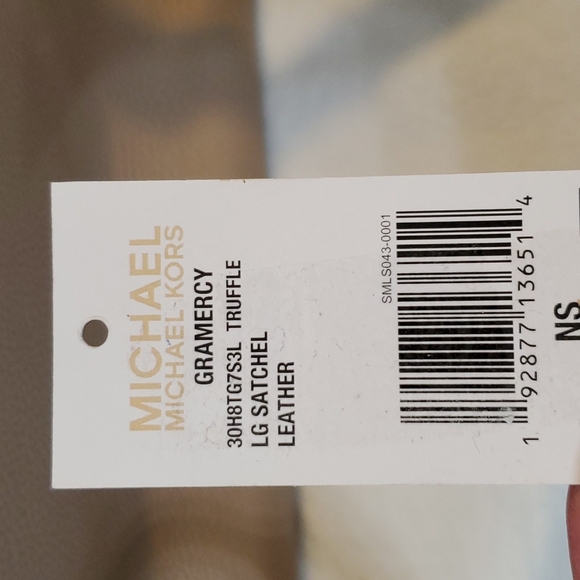 MICHAEL
MICHAEL KORS
GRAMERCY
30H8TG7S3L TRUFFLE
LG SATCHEL
LEATHER
SMLS043-0001
1 92877 13651 4
NS